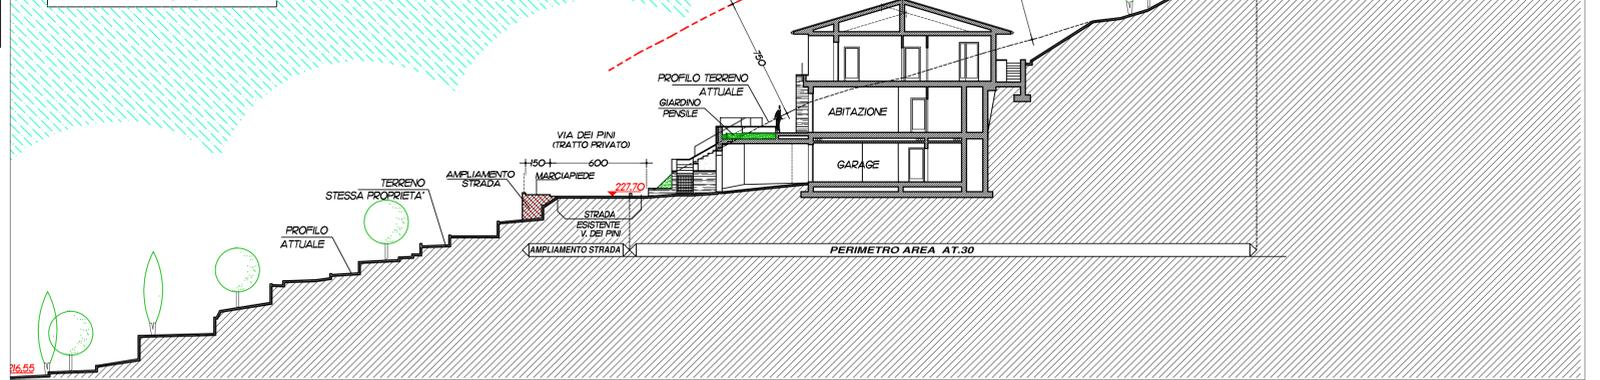 750
PROFILO TERRENO
ATTUALE
GIARDINO
PENSILE
ABITAZIONE
VIA DEI PINI
(TRATTO PRIVATO)
150
600
GARAGE
AMPLIAMENTO
STRADA
MARCIAPIEDE
TERRENO
STESSA PROPRIETA'
227.70
STRADA
ESISTENTE
V. DEI PINI
PROFILO
ATTUALE
AMPLIAMENTO STRADA
PERIMETRO AREA AT.30
216.55